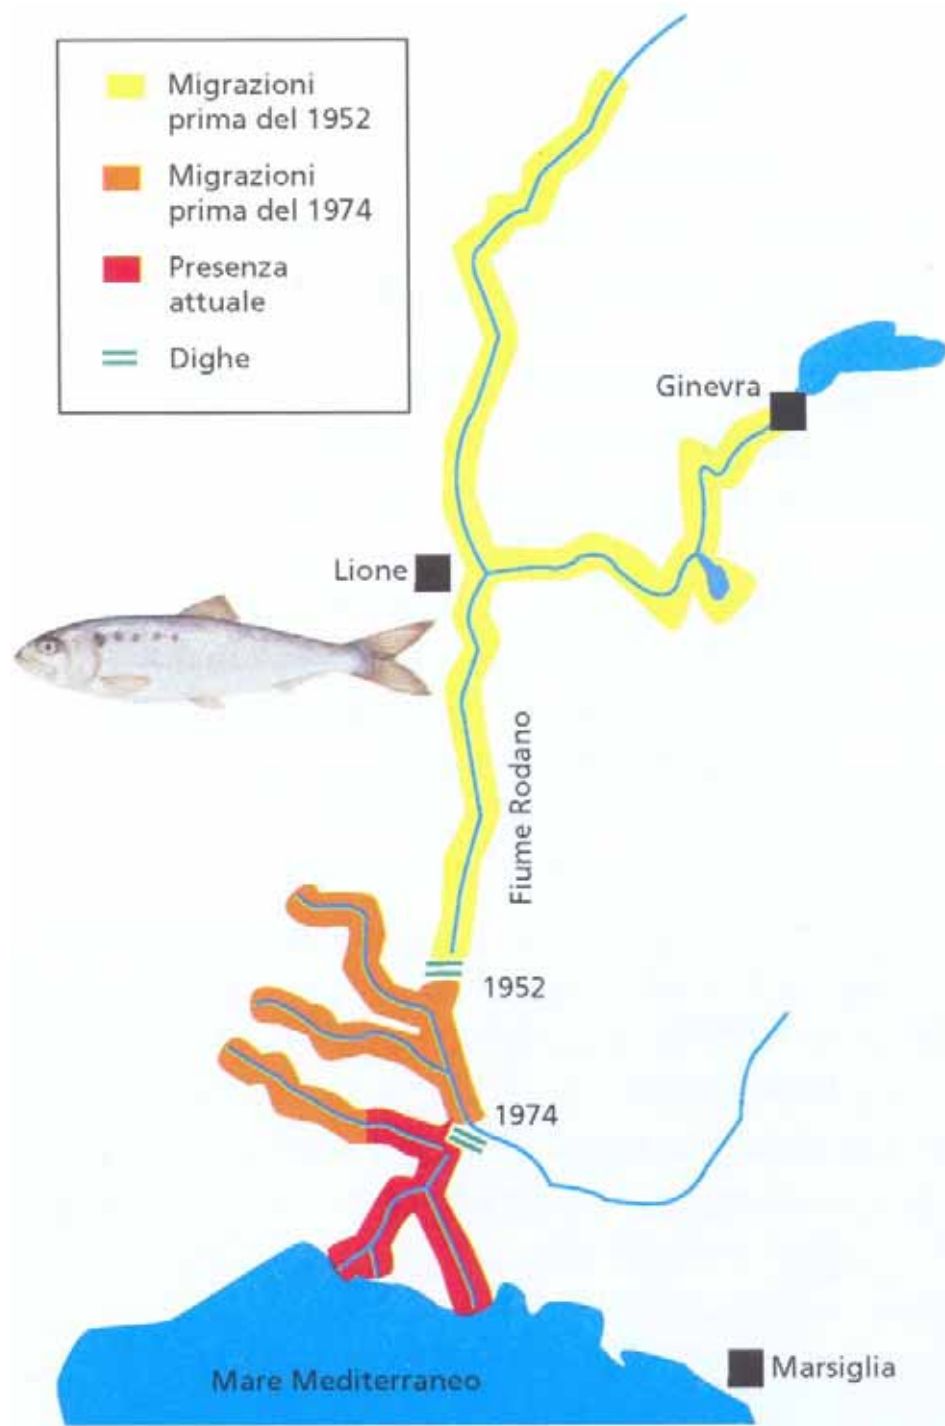 Migrazioni
prima del 1952
Migrazioni
prima del 1974
Presenza
attuale
Dighe
Ginevra
Lione
Fiume Rodano
1952
1974
Marsiglia
Mare Mediterraneo